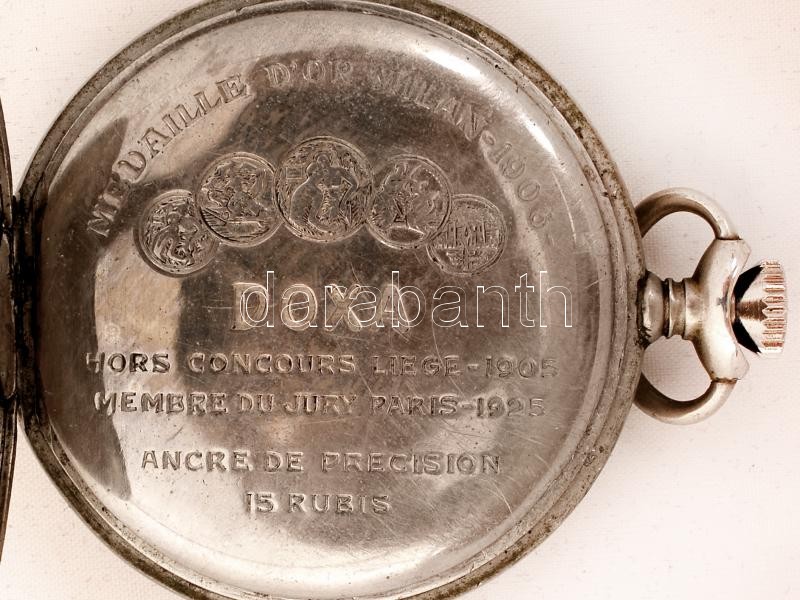 MEDAILLE D'OR MILAN-1906-
DOXA
darabanth
HORS CONCOURS LIEGE-1905
MEMBRE DU JURY PARIS-1925
ANCRE DE PRECISION
15 RUBIS